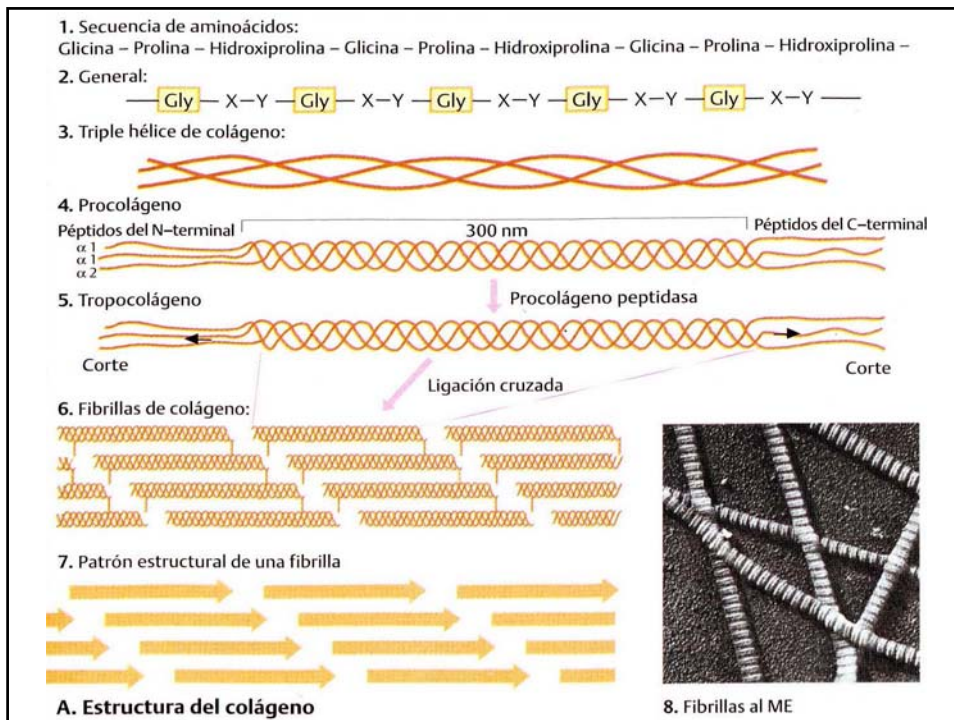 1. Secuencia de aminoácidos:
Glicina – Prolina – Hidroxiprolina – Glicina – Prolina – Hidroxiprolina – Glicina – Prolina – Hidroxiprolina –
2. General:
Gly – X–Y – Gly – X–Y – Gly – X–Y – Gly – X–Y – Gly – X–Y
3. Triple hélice de colágeno:
4. Procolágeno
Péptidos del N–terminal
300 nm
Péptidos del C–terminal
α 1
α 1
α 2
Procolágeno peptidasa
5. Tropocolágeno
Corte
Corte
Ligación cruzada
6. Fibrillas de colágeno:
7. Patrón estructural de una fibrilla
A. Estructura del colágeno
8. Fibrillas al ME